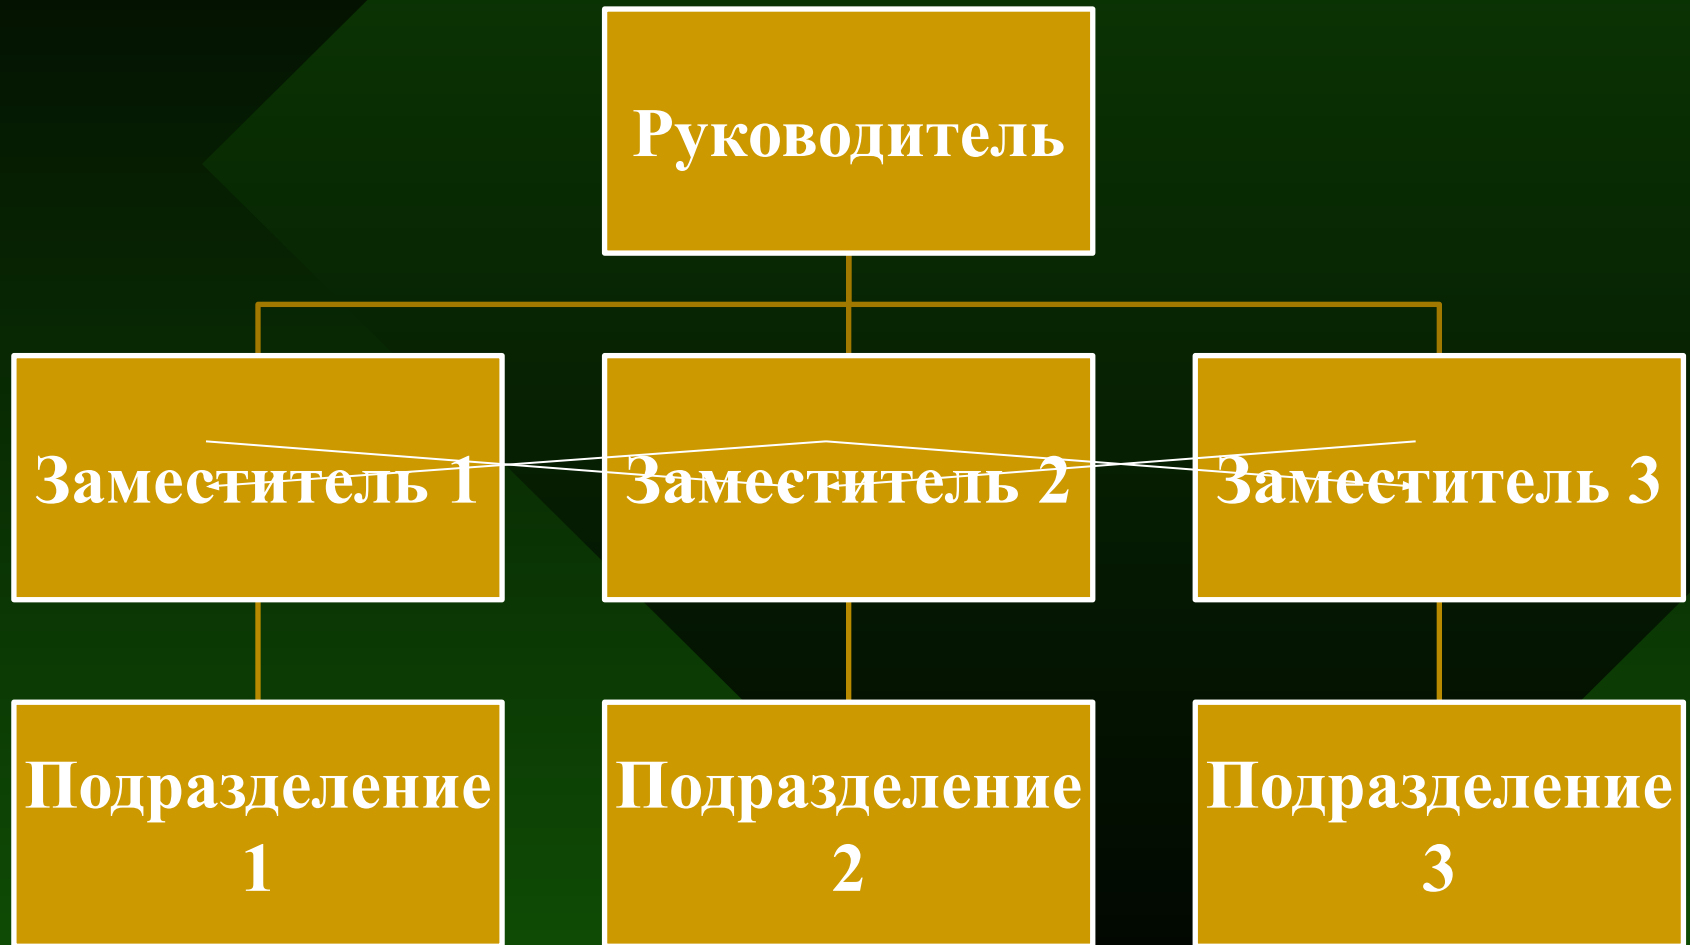 Руководитель
Заместитель 1
Заместитель 2
Заместитель 3
Подразделение
1
Подразделение
2
Подразделение
3